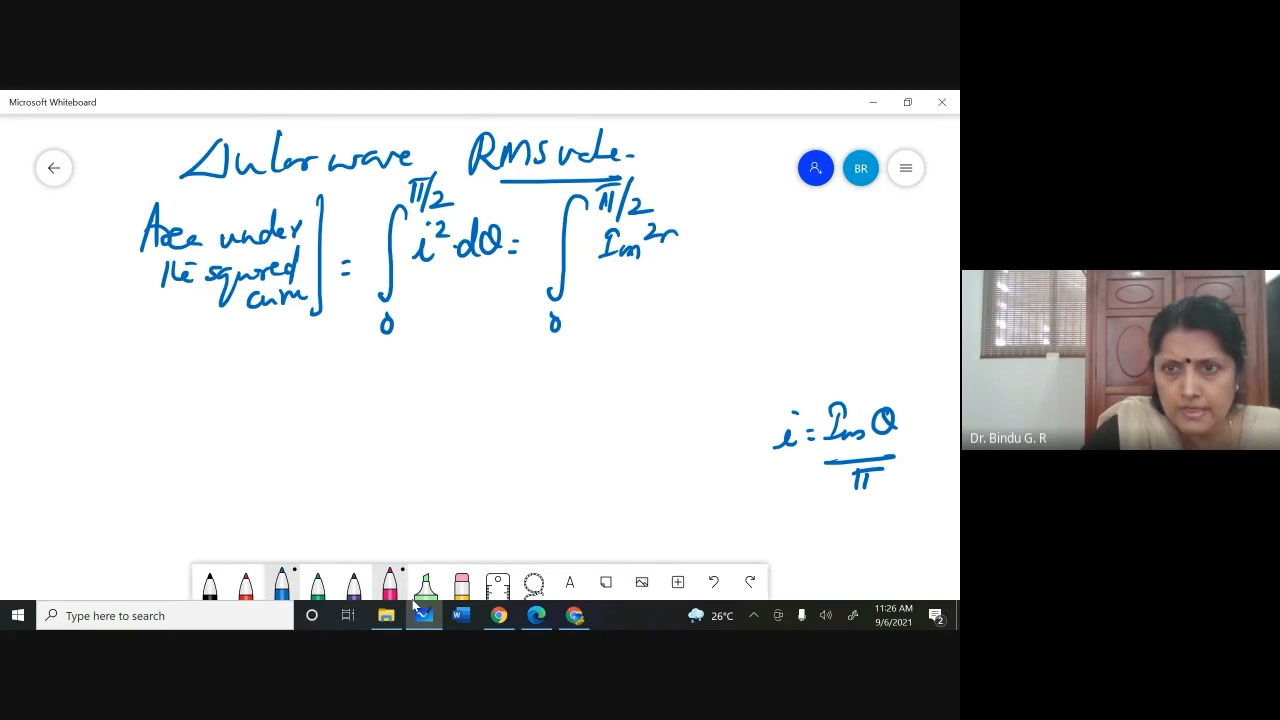 Microsoft Whiteboard
Δular wave RMS value.
BR
Area under the squared curve ] = ∫₀^π/2 i² · dθ = ∫₀^π/2 Im²
i = Imθ / π
Dr. Bindu G. R
A
Type here to search
26°C
11:26 AM
9/6/2021
2